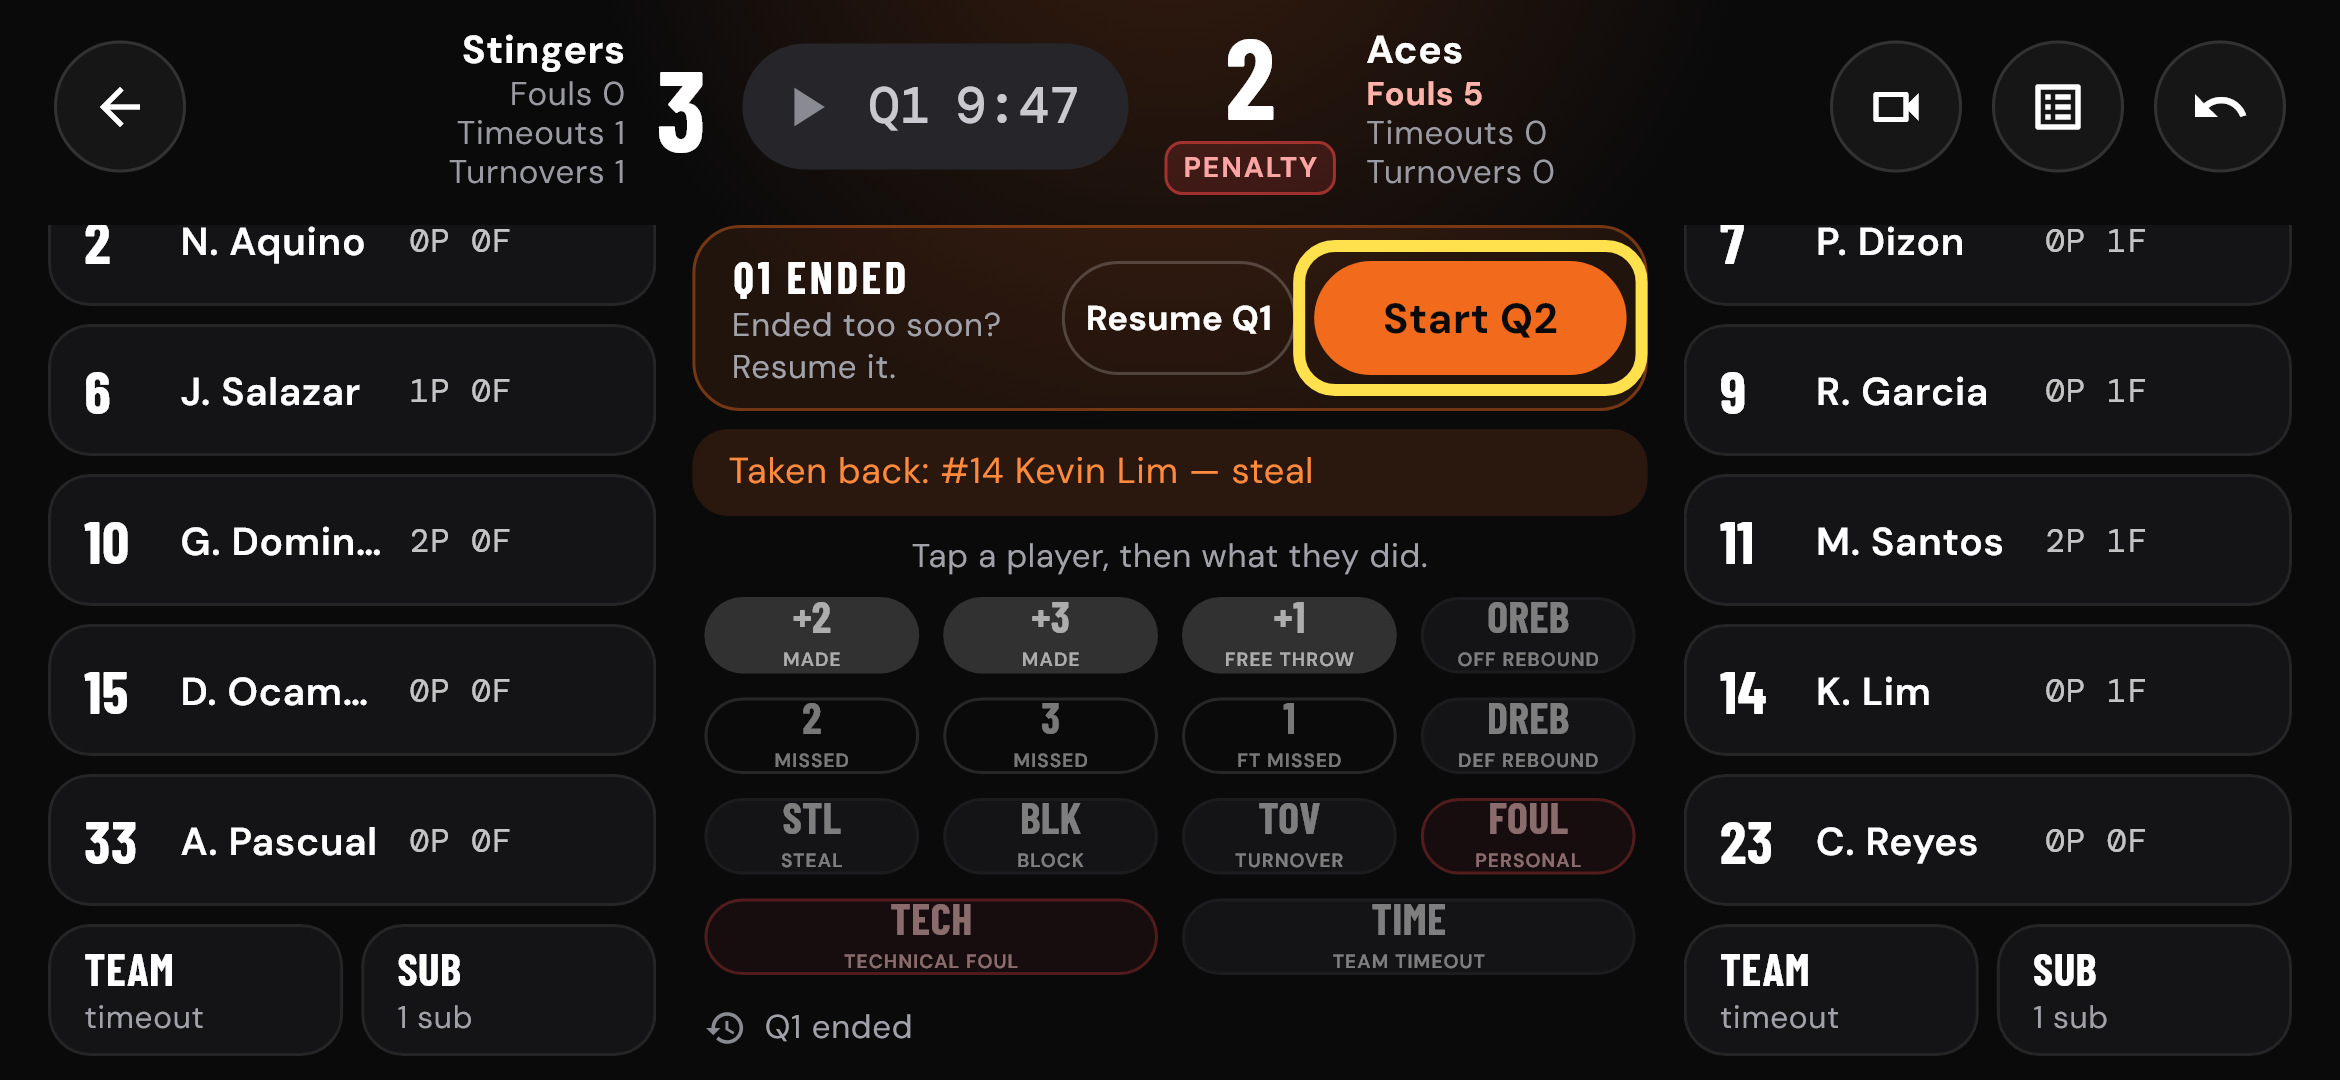 Stingers
Fouls 0
Timeouts 1
Turnovers 1
3
Q1 9:47
2
PENALTY
Aces
Fouls 5
Timeouts 0
Turnovers 0
2 N. Aquino 0P 0F
6 J. Salazar 1P 0F
10 G. Domin... 2P 0F
15 D. Ocam... 0P 0F
33 A. Pascual 0P 0F
TEAM
timeout
SUB
1 sub
Q1 ENDED
Ended too soon?
Resume it.
Resume Q1
Start Q2
Taken back: #14 Kevin Lim — steal
Tap a player, then what they did.
+2
MADE
+3
MADE
+1
FREE THROW
OREB
OFF REBOUND
2
MISSED
3
MISSED
1
FT MISSED
DREB
DEF REBOUND
STL
STEAL
BLK
BLOCK
TOV
TURNOVER
FOUL
PERSONAL
TECH
TECHNICAL FOUL
TIME
TEAM TIMEOUT
Q1 ended
7 P. Dizon 0P 1F
9 R. Garcia 0P 1F
11 M. Santos 2P 1F
14 K. Lim 0P 1F
23 C. Reyes 0P 0F
TEAM
timeout
SUB
1 sub